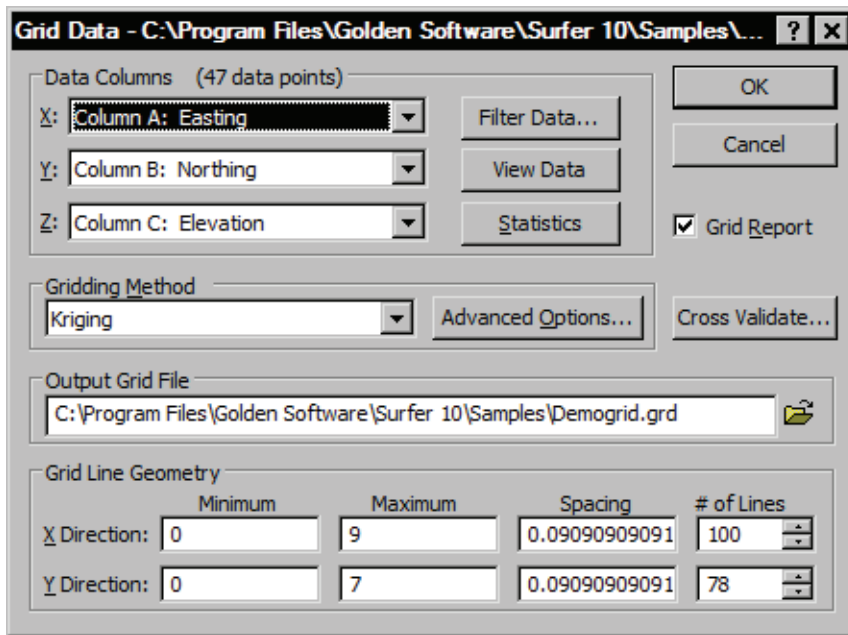 Grid Data - C:\Program Files\Golden Software\Surfer 10\Samples\...
Data Columns (47 data points)
X: Column A: Easting
Filter Data...
Y: Column B: Northing
View Data
Z: Column C: Elevation
Statistics
OK
Cancel
Grid Report
Gridding Method
Kriging
Advanced Options...
Cross Validate...
Output Grid File
C:\Program Files\Golden Software\Surfer 10\Samples\Demogrid.grd
Grid Line Geometry
Minimum Maximum Spacing # of Lines
X Direction: 0 9 0.09090909091 100
Y Direction: 0 7 0.09090909091 78